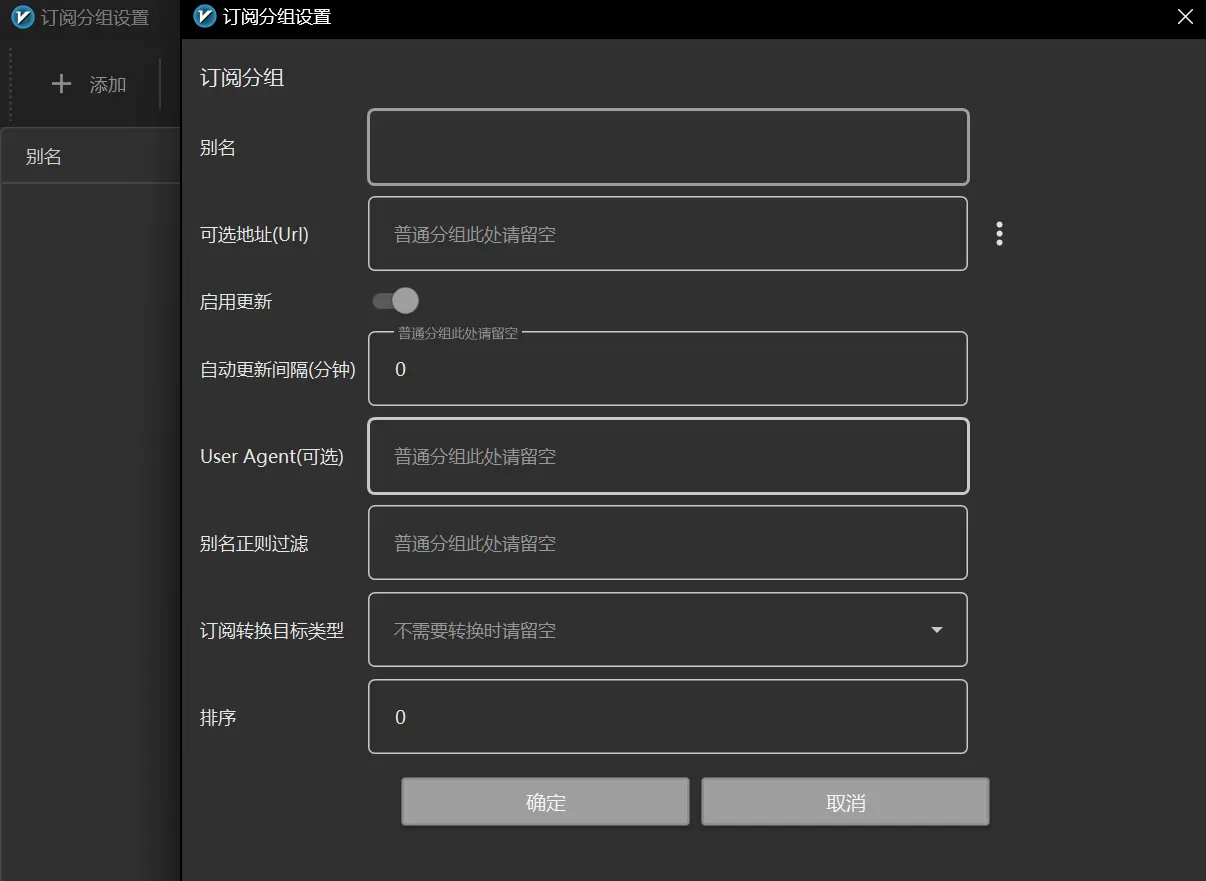 订阅分组设置
添加
别名
订阅分组设置
订阅分组
别名
可选地址(Url)
普通分组此处请留空
启用更新
普通分组此处请留空
自动更新间隔(分钟)
0
User Agent(可选)
普通分组此处请留空
别名正则过滤
普通分组此处请留空
订阅转换目标类型
不需要转换时请留空
排序
0
确定
取消